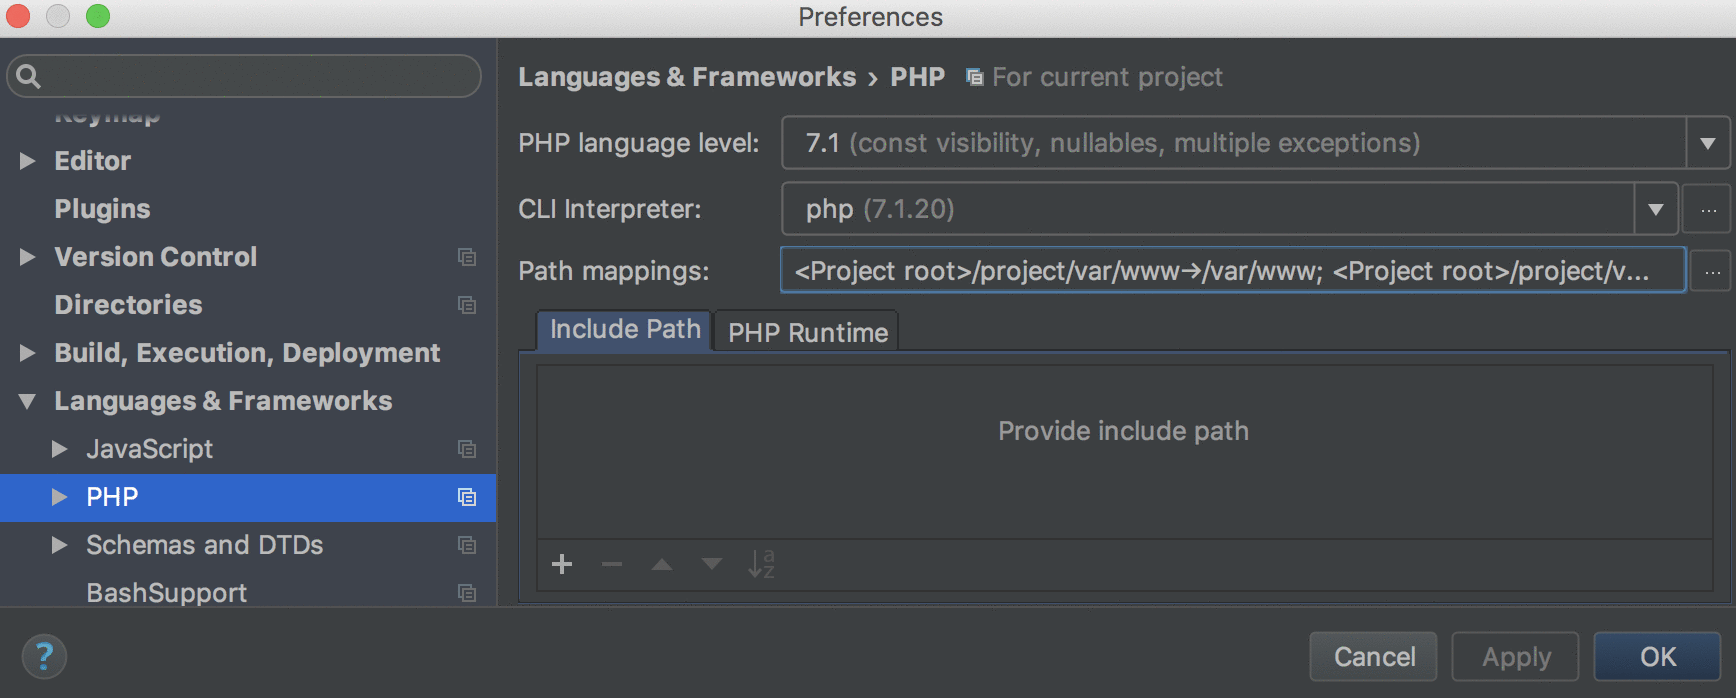 Preferences
Languages & Frameworks › PHP For current project
Keymap
Editor
Plugins
Version Control
Directories
Build, Execution, Deployment
Languages & Frameworks
JavaScript
PHP
Schemas and DTDs
BashSupport
PHP language level: 7.1 (const visibility, nullables, multiple exceptions)
CLI Interpreter: php (7.1.20) ...
Path mappings: <Project root>/project/var/www→/var/www; <Project root>/project/v... ...
Include Path PHP Runtime
Provide include path
a
z
? Cancel Apply OK